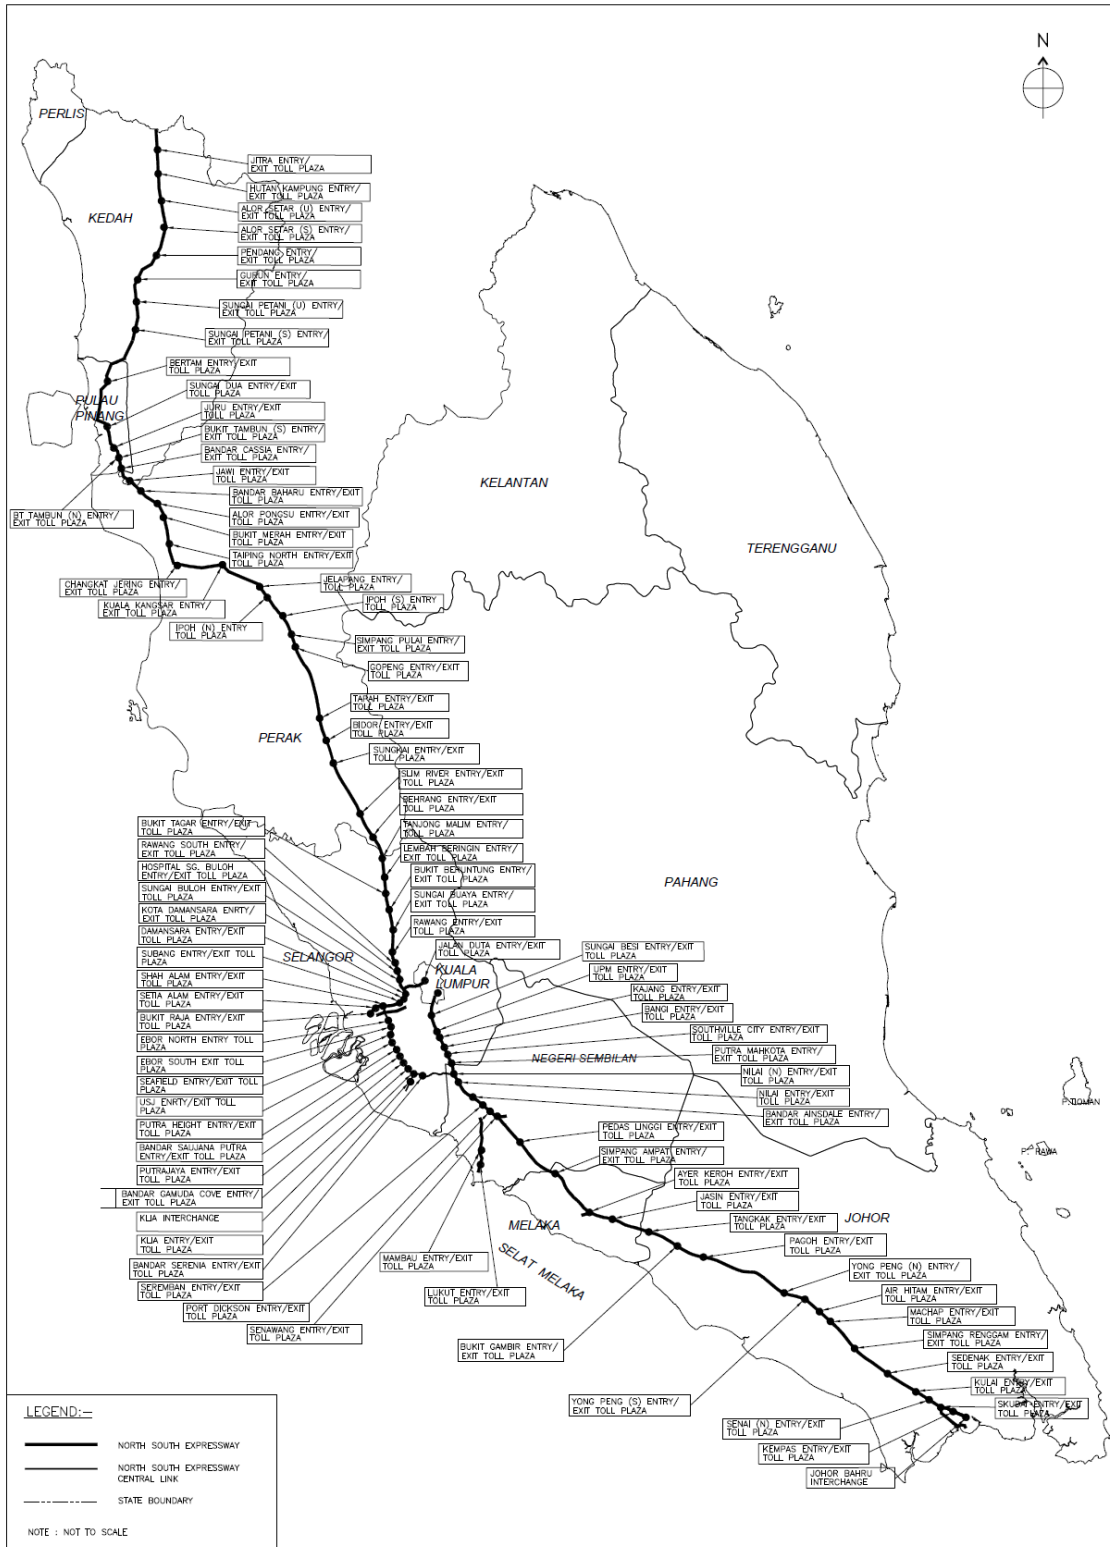 N
PERLIS
KEDAH
JITRA ENTRY/
EXIT TOLL PLAZA
HUTAN KAMPUNG ENTRY/
EXIT TOLL PLAZA
ALOR SETAR (U) ENTRY/
EXIT TOLL PLAZA
ALOR SETAR (S) ENTRY/
EXIT TOLL PLAZA
PENDANG ENTRY/
EXIT TOLL PLAZA
GURUN ENTRY/
EXIT TOLL PLAZA
SUNGAI PETANI (U) ENTRY/
EXIT TOLL PLAZA
SUNGAI PETANI (S) ENTRY/
EXIT TOLL PLAZA
BERTAM ENTRY/EXIT
TOLL PLAZA
PULAU
PINANG
SUNGAI DUA ENTRY/EXIT
TOLL PLAZA
JURU ENTRY/EXIT
TOLL PLAZA
BUKIT TAMBUN (S) ENTRY/
EXIT TOLL PLAZA
BANDAR CASSIA ENTRY/
EXIT TOLL PLAZA
JAWI ENTRY/EXIT
TOLL PLAZA
BANDAR BAHARU ENTRY/EXIT
TOLL PLAZA
BT TAMBUN (N) ENTRY/
EXIT TOLL PLAZA
ALOR PONGSU ENTRY/EXIT
TOLL PLAZA
BUKIT MERAH ENTRY/EXIT
TOLL PLAZA
TAIPING NORTH ENTRY/EXIT
TOLL PLAZA
CHANGKAT JERING ENTRY/
EXIT TOLL PLAZA
KUALA KANGSAR ENTRY/
EXIT TOLL PLAZA
IPOH (N) ENTRY
TOLL PLAZA
JELAPANG ENTRY/
TOLL PLAZA
IPOH (S) ENTRY
TOLL PLAZA
SIMPANG PULAI ENTRY/
EXIT TOLL PLAZA
GOPENG ENTRY/EXIT
TOLL PLAZA
TAPAH ENTRY/EXIT
TOLL PLAZA
BIDOR ENTRY/EXIT
TOLL PLAZA
SUNGKAI ENTRY/EXIT
TOLL PLAZA
SLIM RIVER ENTRY/EXIT
TOLL PLAZA
BEHRANG ENTRY/EXIT
TOLL PLAZA
TANJONG MALIM ENTRY/
EXIT TOLL PLAZA
LEMBAH BERINGIN ENTRY/
EXIT TOLL PLAZA
BUKIT BERUNTUNG ENTRY/
EXIT TOLL PLAZA
SUNGAI BUAYA ENTRY/
EXIT TOLL PLAZA
RAWANG ENTRY/EXIT
TOLL PLAZA
JALAN DUTA ENTRY/EXIT
TOLL PLAZA
KELANTAN
TERENGGANU
PERAK
PAHANG
SELANGOR
KUALA
LUMPUR
NEGERI SEMBILAN
MELAKA
SELAT MELAKA
JOHOR
P. TIOMAN
P. RAWA
BUKIT TAGAR ENTRY/EXIT
TOLL PLAZA
RAWANG SOUTH ENTRY/
EXIT TOLL PLAZA
HOSPITAL SG. BULOH
ENTRY/EXIT TOLL PLAZA
SUNGAI BULOH ENTRY/EXIT
TOLL PLAZA
KOTA DAMANSARA ENRTY/
EXIT TOLL PLAZA
DAMANSARA ENTRY/EXIT
TOLL PLAZA
SUBANG ENTRY/EXIT TOLL
PLAZA
SHAH ALAM ENTRY/EXIT
TOLL PLAZA
SETIA ALAM ENTRY/EXIT
TOLL PLAZA
BUKIT RAJA ENTRY/EXIT
TOLL PLAZA
EBOR NORTH ENTRY TOLL
PLAZA
EBOR SOUTH EXIT TOLL
PLAZA
SEAFIELD ENTRY/EXIT TOLL
PLAZA
USJ ENRTY/EXIT TOLL
PLAZA
PUTRA HEIGHT ENTRY/EXIT
TOLL PLAZA
BANDAR SAUJANA PUTRA
ENTRY/EXIT TOLL PLAZA
PUTRAJAYA ENTRY/EXIT
TOLL PLAZA
BANDAR GAMUDA COVE ENTRY/
EXIT TOLL PLAZA
KLIA INTERCHANGE
KLIA ENTRY/EXIT
TOLL PLAZA
BANDAR SERENIA ENTRY/EXIT
TOLL PLAZA
SEREMBAN ENTRY/EXIT
TOLL PLAZA
PORT DICKSON ENTRY/EXIT
TOLL PLAZA
SENAWANG ENTRY/EXIT
TOLL PLAZA
SUNGAI BESI ENTRY/EXIT
TOLL PLAZA
UPM ENTRY/EXIT
TOLL PLAZA
KAJANG ENTRY/EXIT
TOLL PLAZA
BANGI ENTRY/EXIT
TOLL PLAZA
SOUTHVILLE CITY ENTRY/EXIT
TOLL PLAZA
PUTRA MAHKOTA ENTRY/
EXIT TOLL PLAZA
NILAI (N) ENTRY/EXIT
TOLL PLAZA
NILAI ENTRY/EXIT
TOLL PLAZA
BANDAR AINSDALE ENTRY/
EXIT TOLL PLAZA
PEDAS LINGGI ENTRY/EXIT
TOLL PLAZA
SIMPANG AMPAT ENTRY/
EXIT TOLL PLAZA
AYER KEROH ENTRY/EXIT
TOLL PLAZA
JASIN ENTRY/EXIT
TOLL PLAZA
TANGKAK ENTRY/EXIT
TOLL PLAZA
PAGOH ENTRY/EXIT
TOLL PLAZA
MAMBAU ENTRY/EXIT
TOLL PLAZA
LUKUT ENTRY/EXIT
TOLL PLAZA
YONG PENG (N) ENTRY/
EXIT TOLL PLAZA
AIR HITAM ENTRY/EXIT
TOLL PLAZA
MACHAP ENTRY/EXIT
TOLL PLAZA
SIMPANG RENGGAM ENTRY/
EXIT TOLL PLAZA
SEDENAK ENTRY/EXIT
TOLL PLAZA
KULAI ENTRY/EXIT
TOLL PLAZA
SKUDAI ENTRY/EXIT
TOLL PLAZA
BUKIT GAMBIR ENTRY/
EXIT TOLL PLAZA
YONG PENG (S) ENTRY/
EXIT TOLL PLAZA
SENAI (N) ENTRY/EXIT
TOLL PLAZA
KEMPAS ENTRY/EXIT
TOLL PLAZA
JOHOR BAHRU
INTERCHANGE
LEGEND:-
NORTH SOUTH EXPRESSWAY
NORTH SOUTH EXPRESSWAY
CENTRAL LINK
STATE BOUNDARY
NOTE : NOT TO SCALE